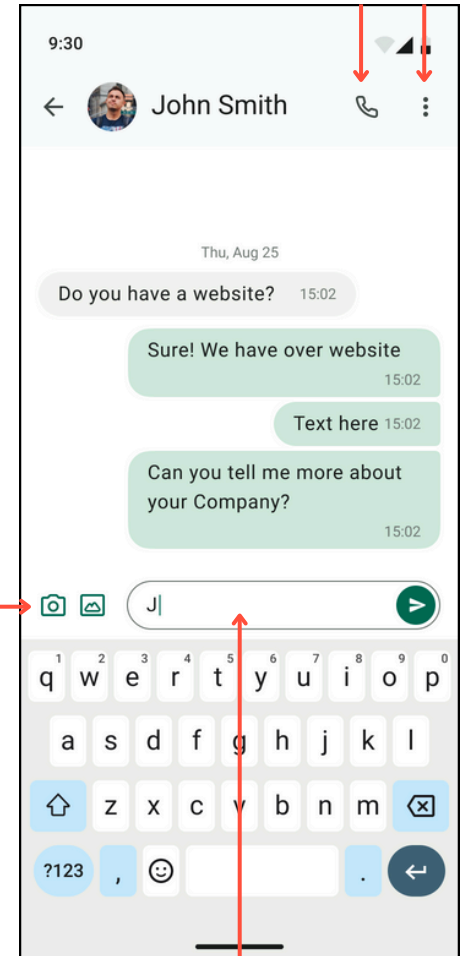 9:30
John Smith
Thu, Aug 25
Do you have a website? 15:02
Sure! We have over website
15:02
Text here 15:02
Can you tell me more about
your Company?
15:02
J
1 2 3 4 5 6 7 8 9 0
q w e r t y u i o p
a s d f g h j k l
z x c v b n m
?123 , .